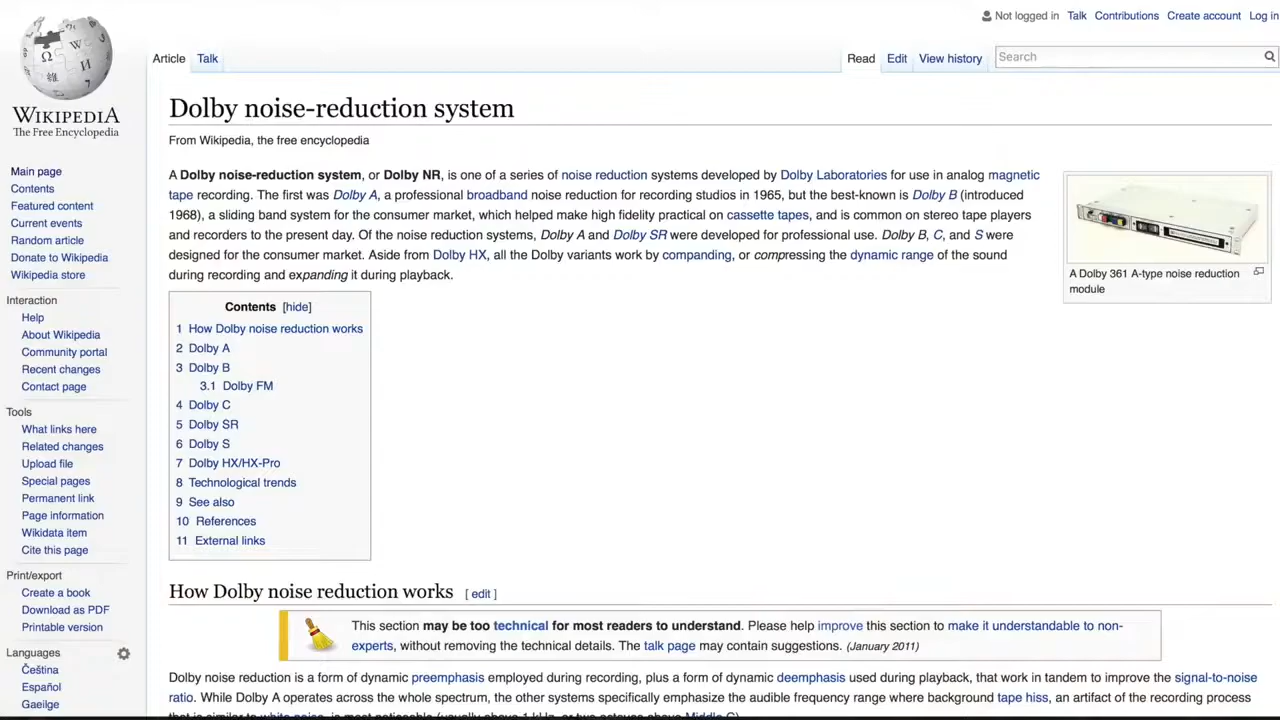 Not logged in Talk Contributions Create account Log in
Article Talk Read Edit View history Search
WIKIPEDIA
The Free Encyclopedia
Main page
Contents
Featured content
Current events
Random article
Donate to Wikipedia
Wikipedia store
Interaction
Help
About Wikipedia
Community portal
Recent changes
Contact page
Tools
What links here
Related changes
Upload file
Special pages
Permanent link
Page information
Wikidata item
Cite this page
Print/export
Create a book
Download as PDF
Printable version
Languages
Čeština
Español
Gaeilge
Dolby noise-reduction system
From Wikipedia, the free encyclopedia
A Dolby noise-reduction system, or Dolby NR, is one of a series of noise reduction systems developed by Dolby Laboratories for use in analog magnetic
tape recording. The first was Dolby A, a professional broadband noise reduction for recording studios in 1965, but the best-known is Dolby B (introduced
1968), a sliding band system for the consumer market, which helped make high fidelity practical on cassette tapes, and is common on stereo tape players
and recorders to the present day. Of the noise reduction systems, Dolby A and Dolby SR were developed for professional use. Dolby B, C, and S were
designed for the consumer market. Aside from Dolby HX, all the Dolby variants work by companding, or compressing the dynamic range of the sound
during recording and expanding it during playback.
A Dolby 361 A-type noise reduction
module
Contents [hide]
1 How Dolby noise reduction works
2 Dolby A
3 Dolby B
3.1 Dolby FM
4 Dolby C
5 Dolby SR
6 Dolby S
7 Dolby HX/HX-Pro
8 Technological trends
9 See also
10 References
11 External links
How Dolby noise reduction works [ edit ]
This section may be too technical for most readers to understand. Please help improve this section to make it understandable to non-
experts, without removing the technical details. The talk page may contain suggestions. (January 2011)
Dolby noise reduction is a form of dynamic preemphasis employed during recording, plus a form of dynamic deemphasis used during playback, that work in tandem to improve the signal-to-noise
ratio. While Dolby A operates across the whole spectrum, the other systems specifically emphasize the audible frequency range where background tape hiss, an artifact of the recording process
that is similar to white noise, is most noticeable (usually above 1 kHz, or two octaves above Middle C).